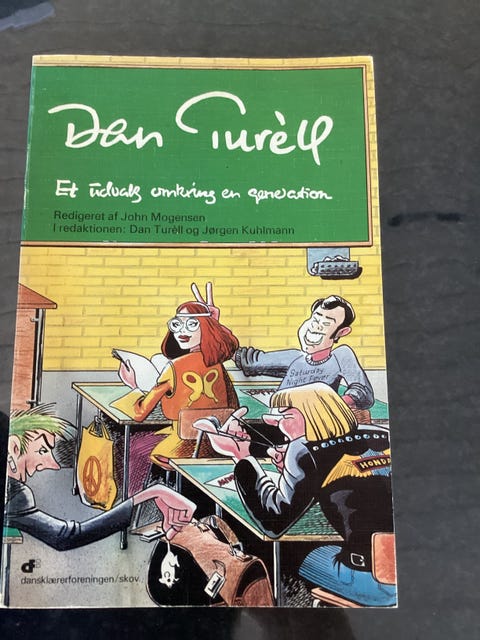 Dan Turèll
Et udvalg omkring en generation
Redigeret af John Mogensen
I redaktionen: Dan Turèll og Jørgen Kuhlmann
Saturday
Night Fever
HONDA
dansklærerforeningen/skov